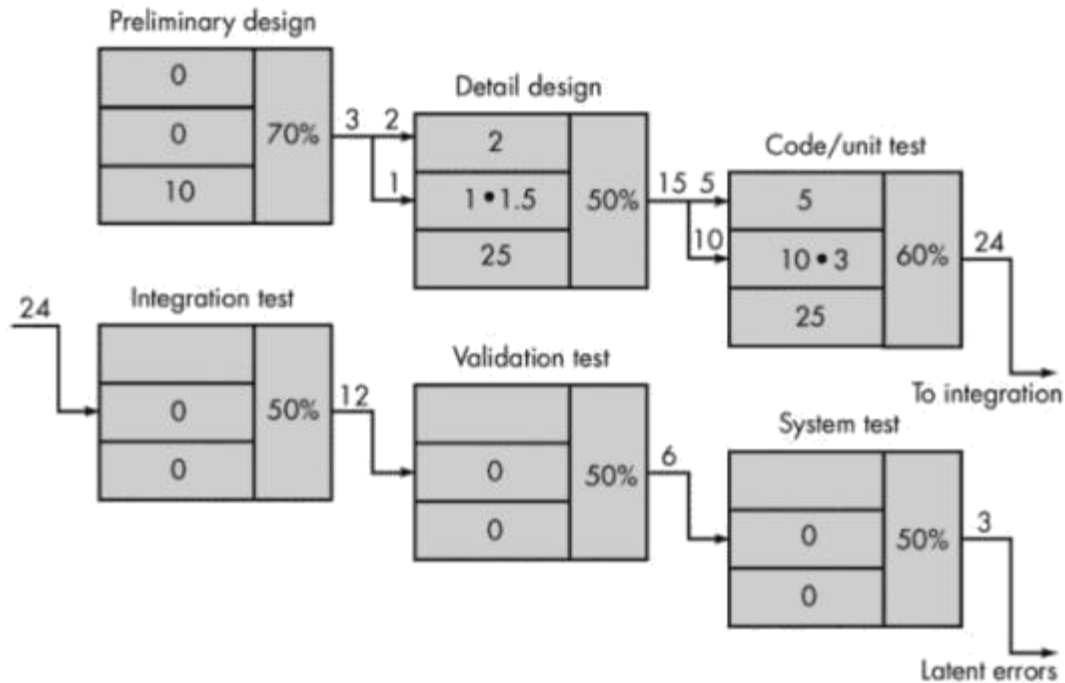 Preliminary design
0
0
10
70%
3 2
1
Detail design
2
1 • 1.5
25
50%
15 5
10
Code/unit test
5
10 • 3
25
60%
24
To integration
24
Integration test
0
0
50%
12
Validation test
0
0
50%
6
System test
0
0
50%
3
Latent errors